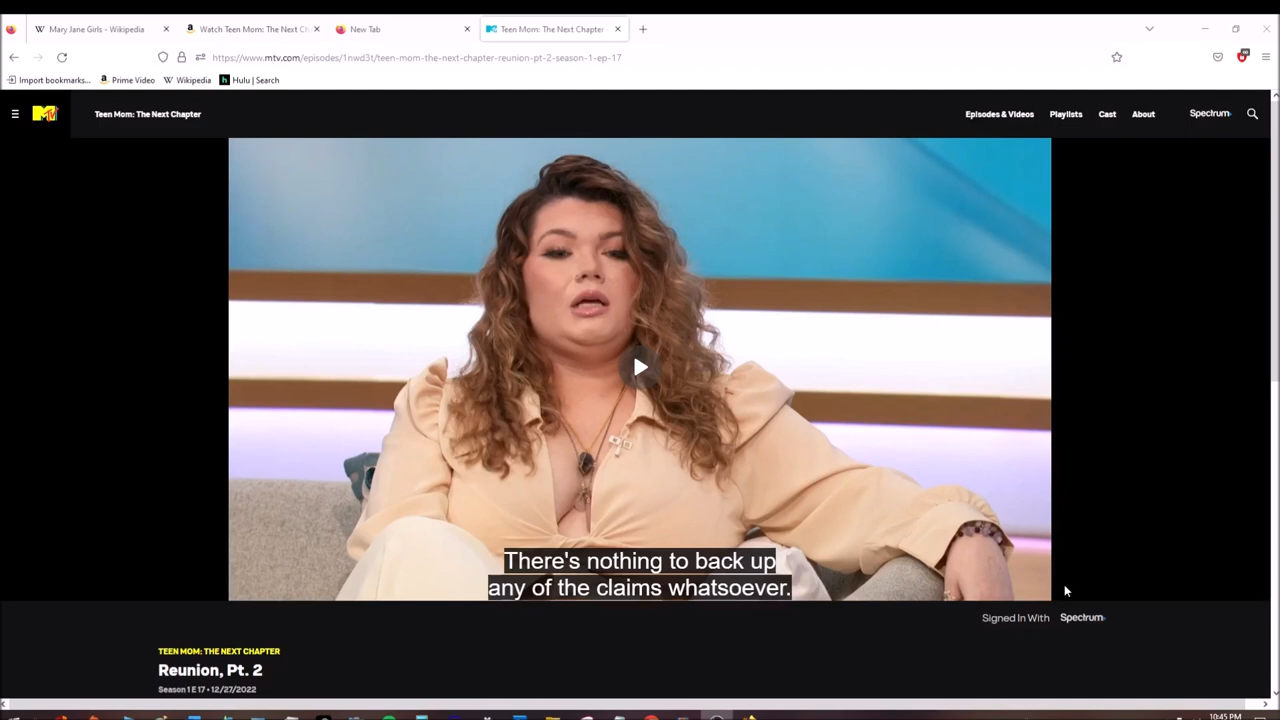 Mary Jane Girls - Wikipedia
Watch Teen Mom: The Next Ch
New Tab
Teen Mom: The Next Chapter -
https://www.mtv.com/episodes/1nwd3t/teen-mom-the-next-chapter-reunion-pt-2-season-1-ep-17
Import bookmarks...
Prime Video
W Wikipedia
h Hulu | Search
MTV
Teen Mom: The Next Chapter
Episodes & Videos
Playlists
Cast
About
Spectrum
There's nothing to back up
any of the claims whatsoever.
Signed In With Spectrum
TEEN MOM: THE NEXT CHAPTER
Reunion, Pt. 2
Season 1 E 17 • 12/27/2022
10:45 PM